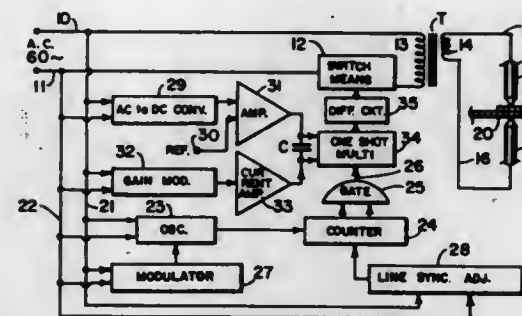 10
T
A.C.
60~
11
12
SWITCH
MEANS
13
14
29
AC to DC CONV.
31
AMP.
30
REF.
DIFF. CKT
35
20
32
GAIN MOD.
C
ONE SHOT
MULTI
34
CUR
RENT
AMP.
33
26
GATE
25
16
22
21
23
OSC.
COUNTER
24
28
MODULATOR
27
LINE SYNC. ADJ.